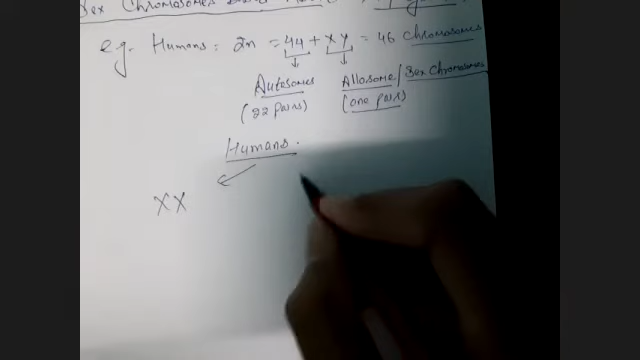 Sex Chromosomes
eg. Humans: 2n = 44 + XY = 46 Chromosomes
Autosomes Allosome/Sex Chromosomes
(22 pairs) (one pair)
Humans.
XX